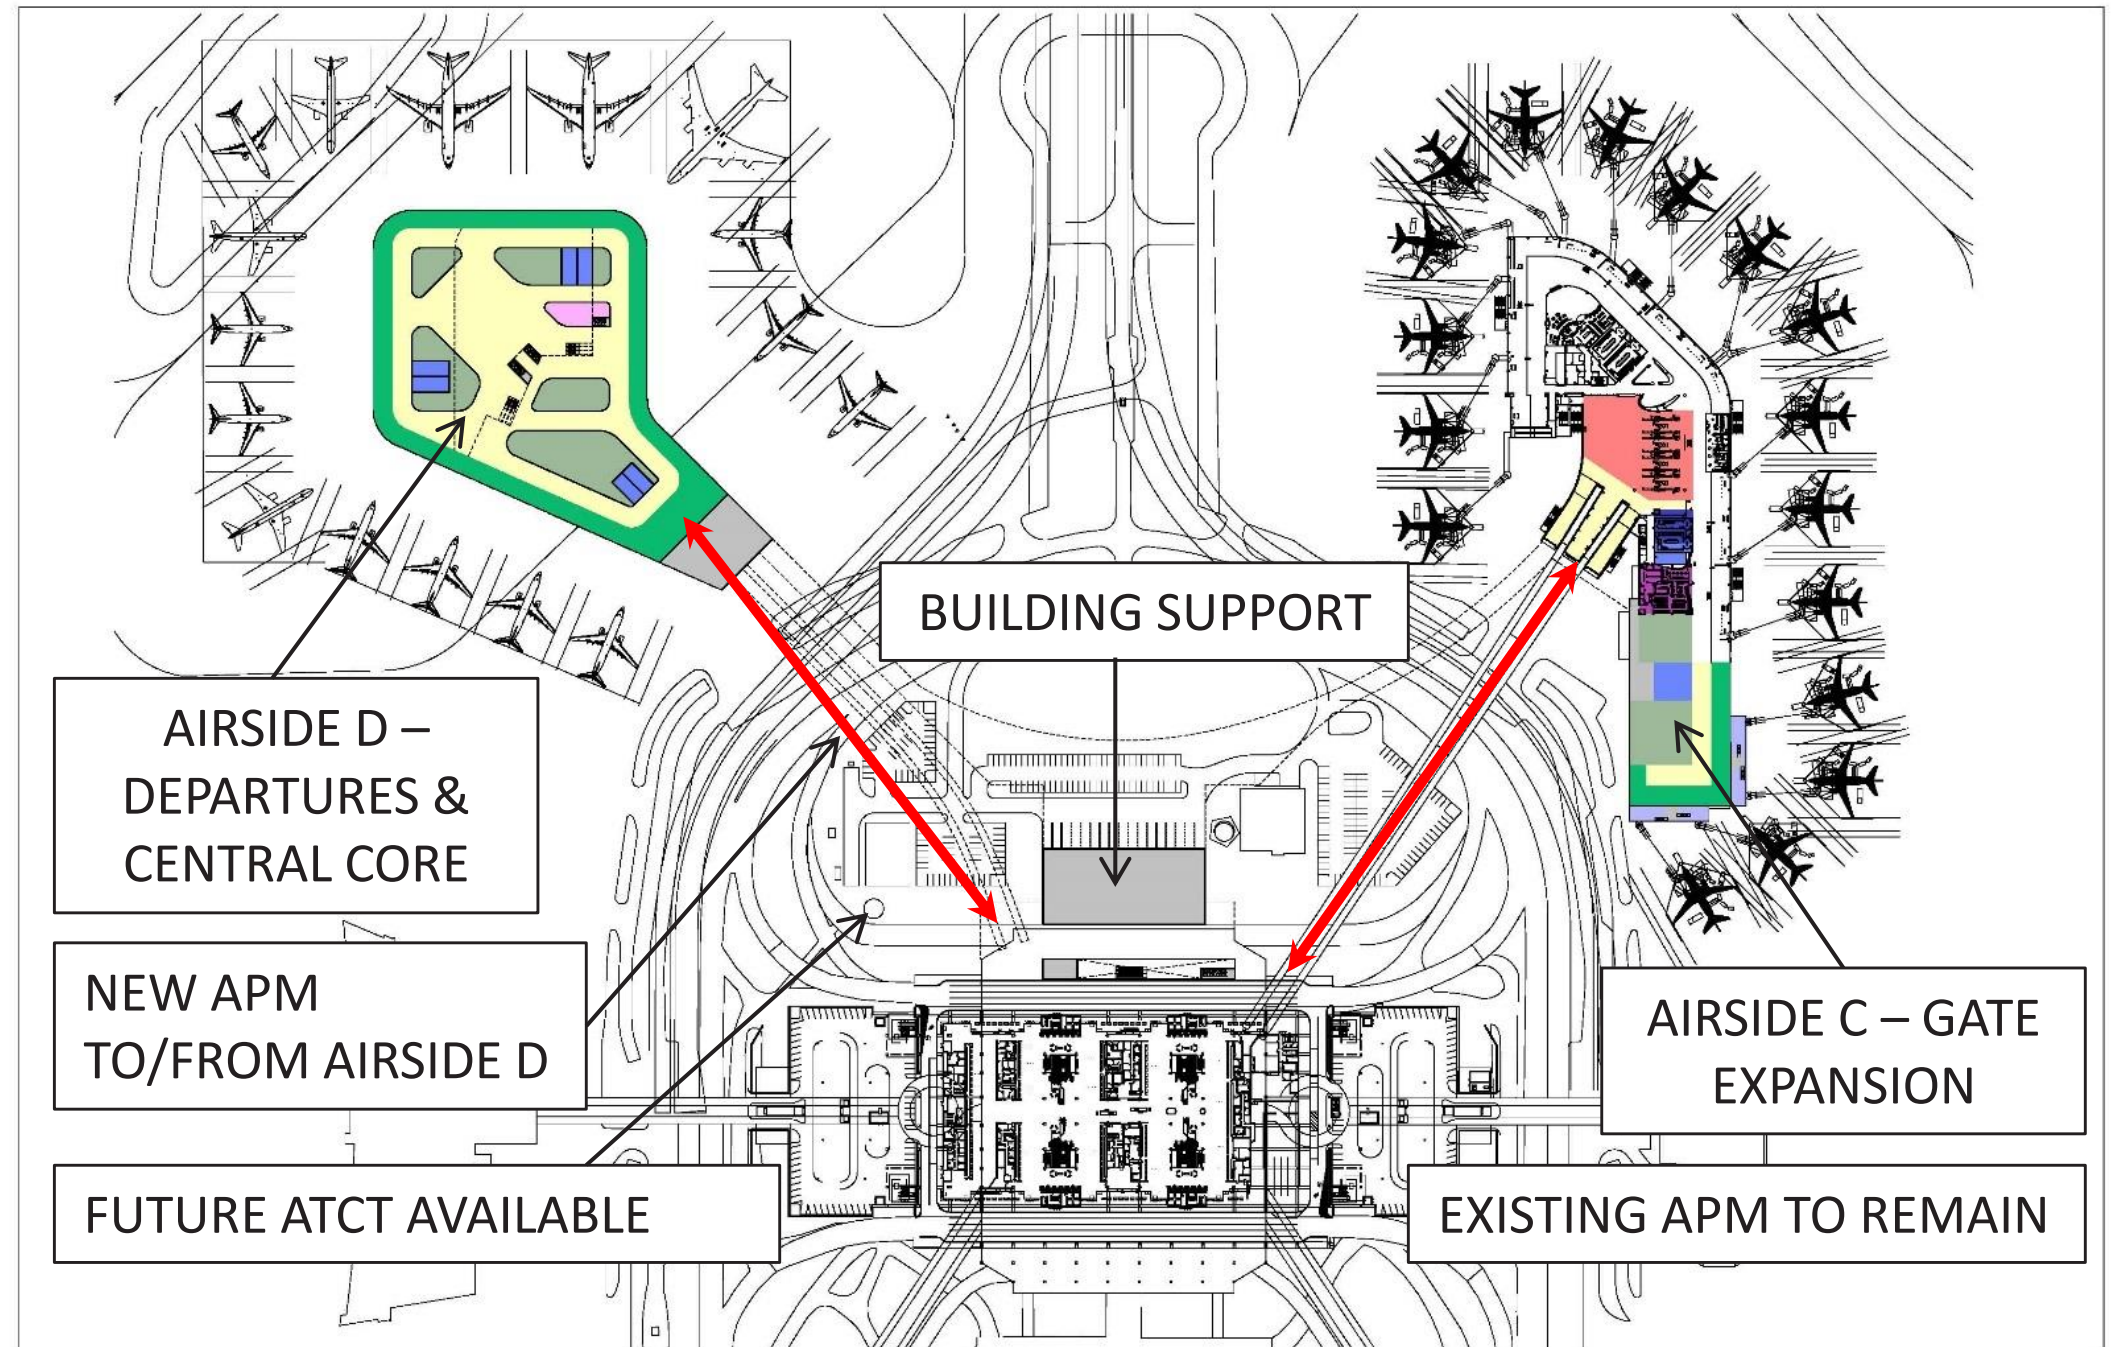 BUILDING SUPPORT
AIRSIDE D –
DEPARTURES &
CENTRAL CORE
NEW APM
TO/FROM AIRSIDE D
FUTURE ATCT AVAILABLE
AIRSIDE C – GATE
EXPANSION
EXISTING APM TO REMAIN